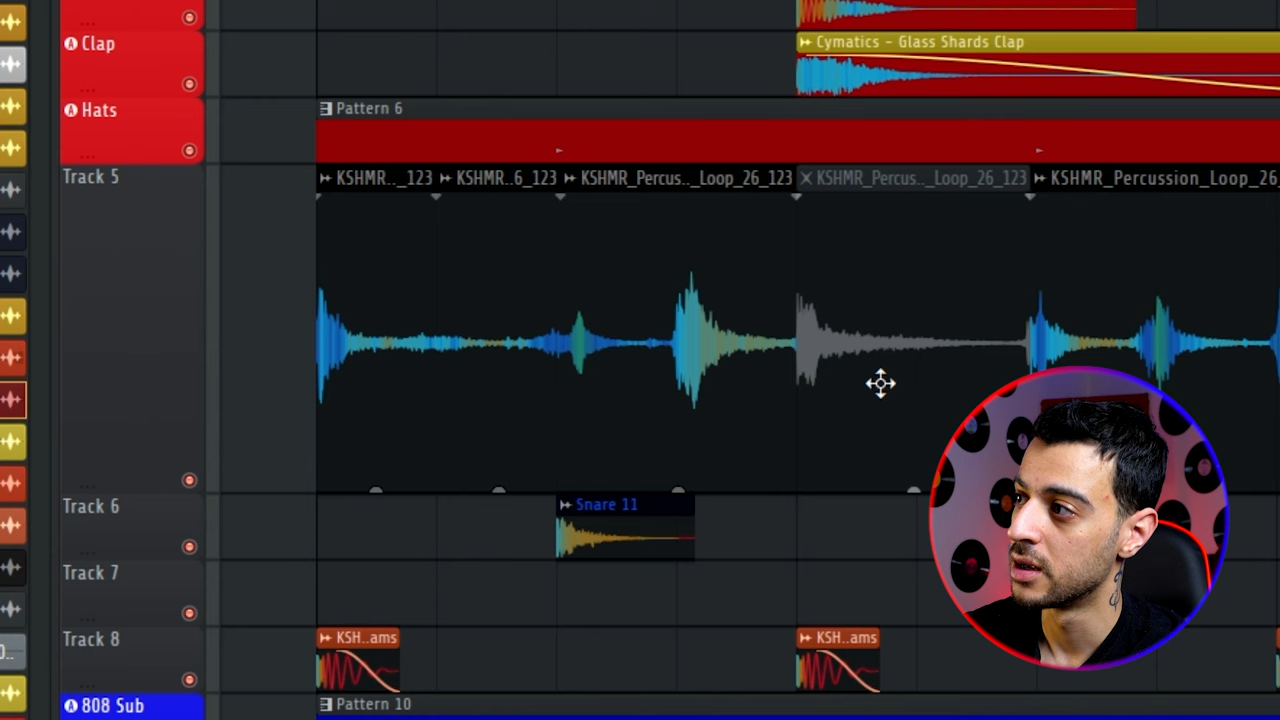 Clap
Cymatics - Glass Shards Clap
Hats
Pattern 6
Track 5
KSHMR.._123
KSHMR..6_123
KSHMR_Percus.._Loop_26_123
KSHMR_Percus.._Loop_26_123
KSHMR_Percussion_Loop_26
Track 6
Snare 11
Track 7
Track 8
KSH..ams
KSH..ams
808 Sub
Pattern 10